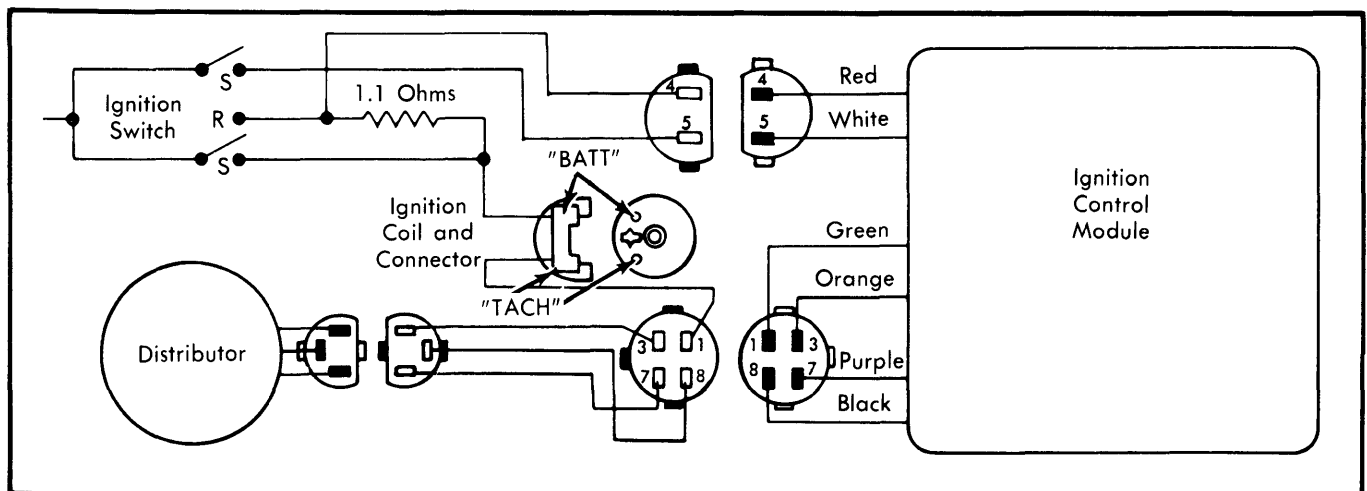 S
Ignition
Switch
R
1.1 Ohms
S
4
5
4
5
Red
White
"BATT"
Ignition
Coil and
Connector
"TACH"
Ignition
Control
Module
Green
Orange
Purple
Black
Distributor
3
1
7
8
1
3
8
7